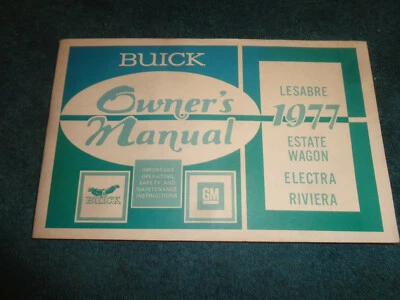 BUICK
Owner's
Manual
IMPORTANT
OPERATING,
SAFETY AND
MAINTENANCE
INSTRUCTIONS
BUICK
GM
LESABRE
1977
ESTATE
WAGON
ELECTRA
RIVIERA